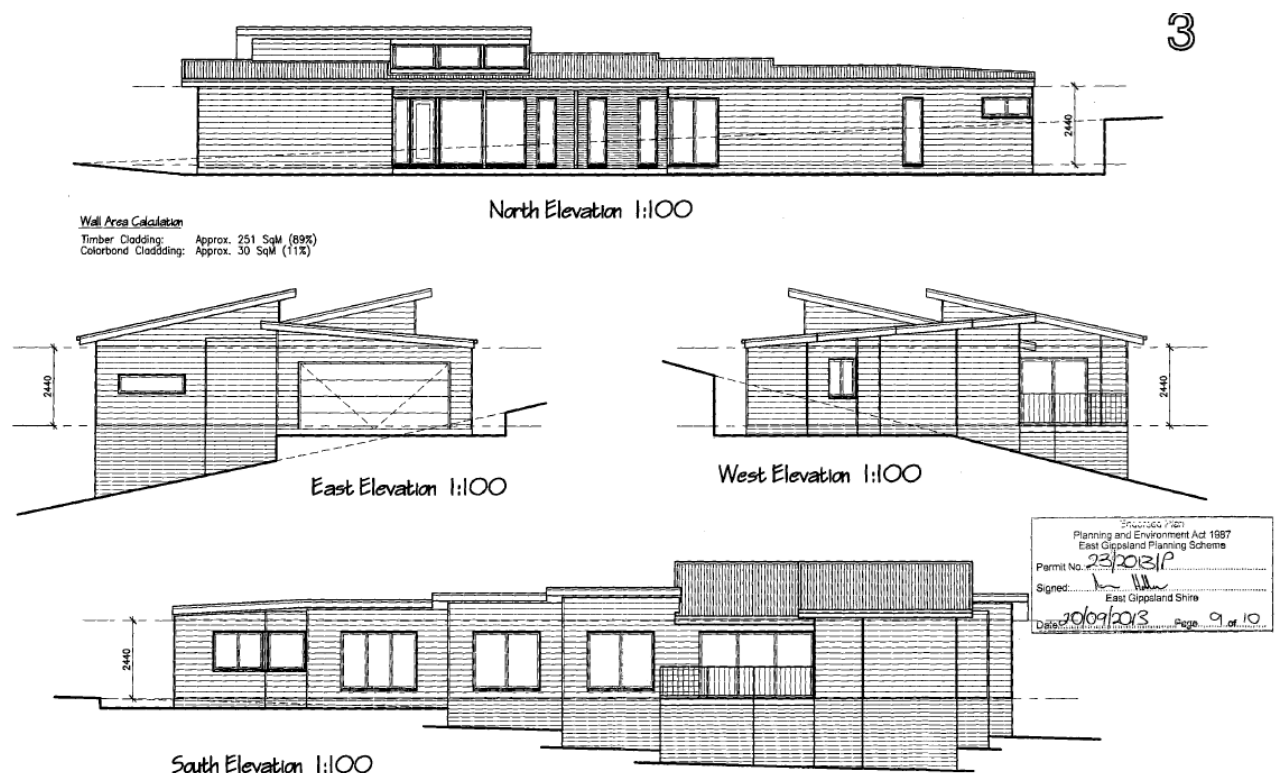 3
2440
North Elevation 1:100
Wall Area Calculation
Timber Cladding: Approx. 251 SqM (89%)
Colorbond Claddding: Approx. 30 SqM (11%)
2440
East Elevation 1:100
2440
West Elevation 1:100
Endorsed Plan
Planning and Environment Act 1987
East Gippsland Planning Scheme
Permit No. 23/2013/P
Signed:
East Gippsland Shire
Date: 20/09/2013 Page 9 of 10
2440
South Elevation 1:100